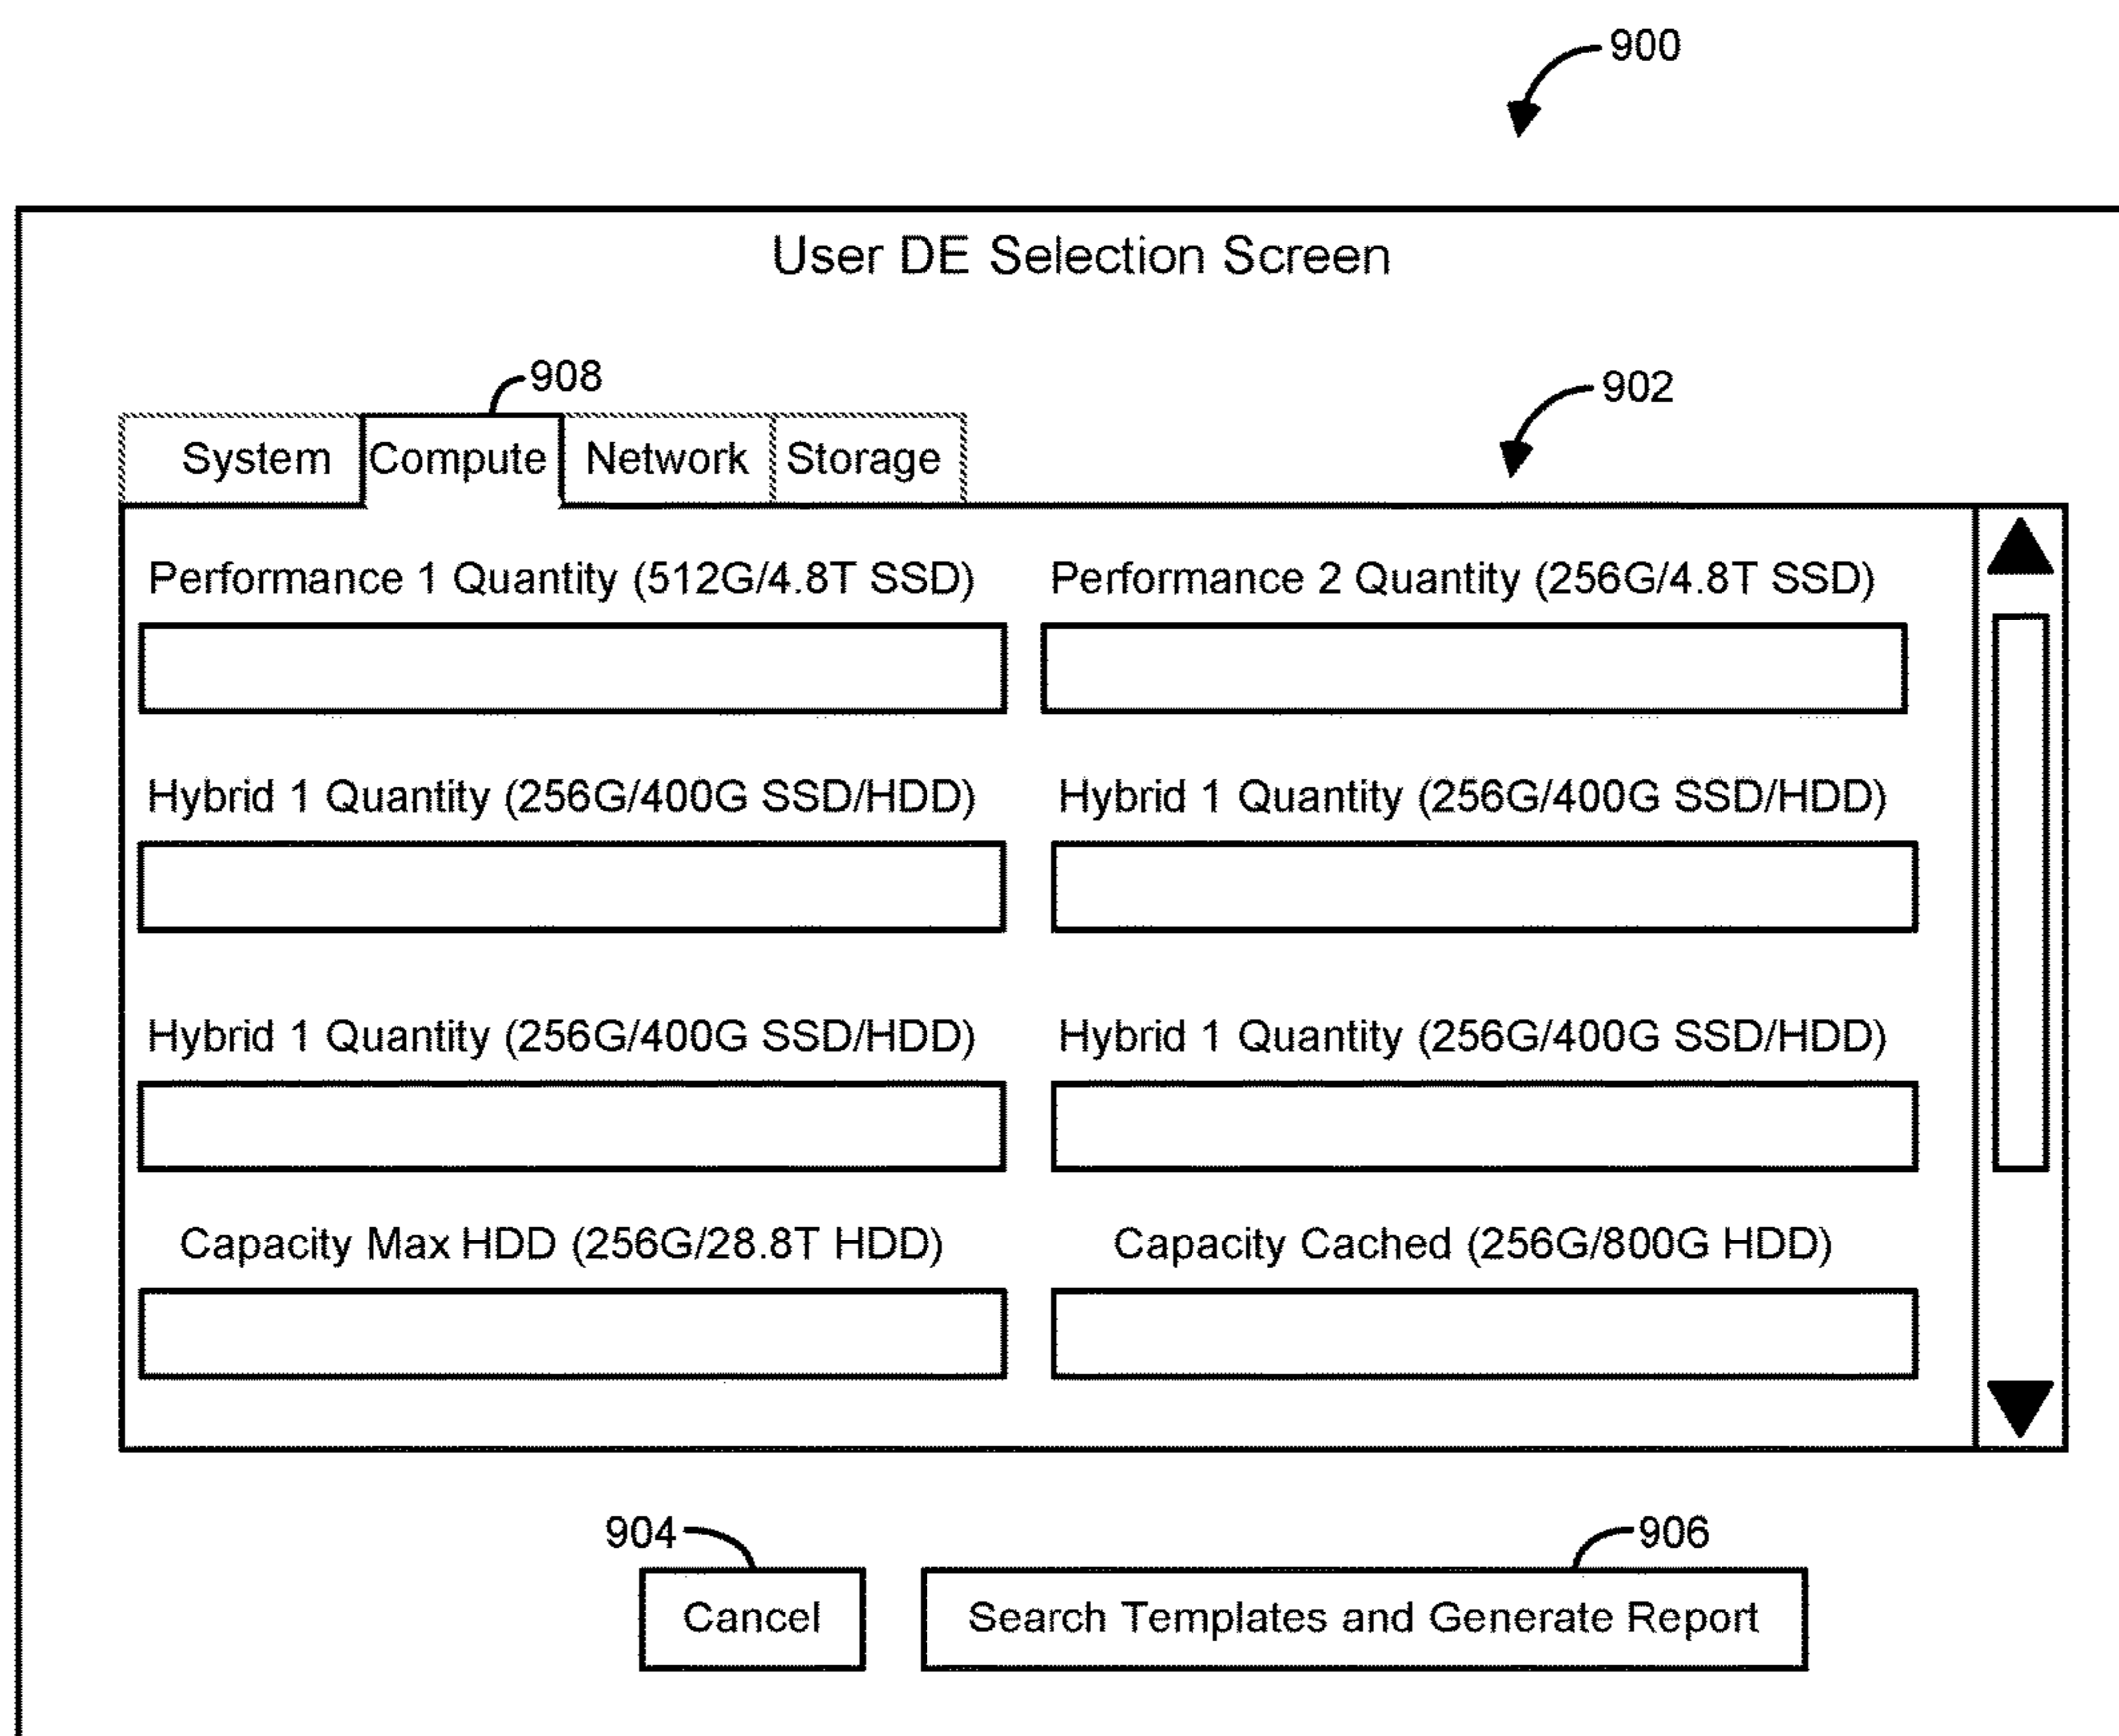 900
User DE Selection Screen
908
902
System Compute Network Storage
Performance 1 Quantity (512G/4.8T SSD) Performance 2 Quantity (256G/4.8T SSD)
Hybrid 1 Quantity (256G/400G SSD/HDD) Hybrid 1 Quantity (256G/400G SSD/HDD)
Hybrid 1 Quantity (256G/400G SSD/HDD) Hybrid 1 Quantity (256G/400G SSD/HDD)
Capacity Max HDD (256G/28.8T HDD) Capacity Cached (256G/800G HDD)
904 906
Cancel Search Templates and Generate Report